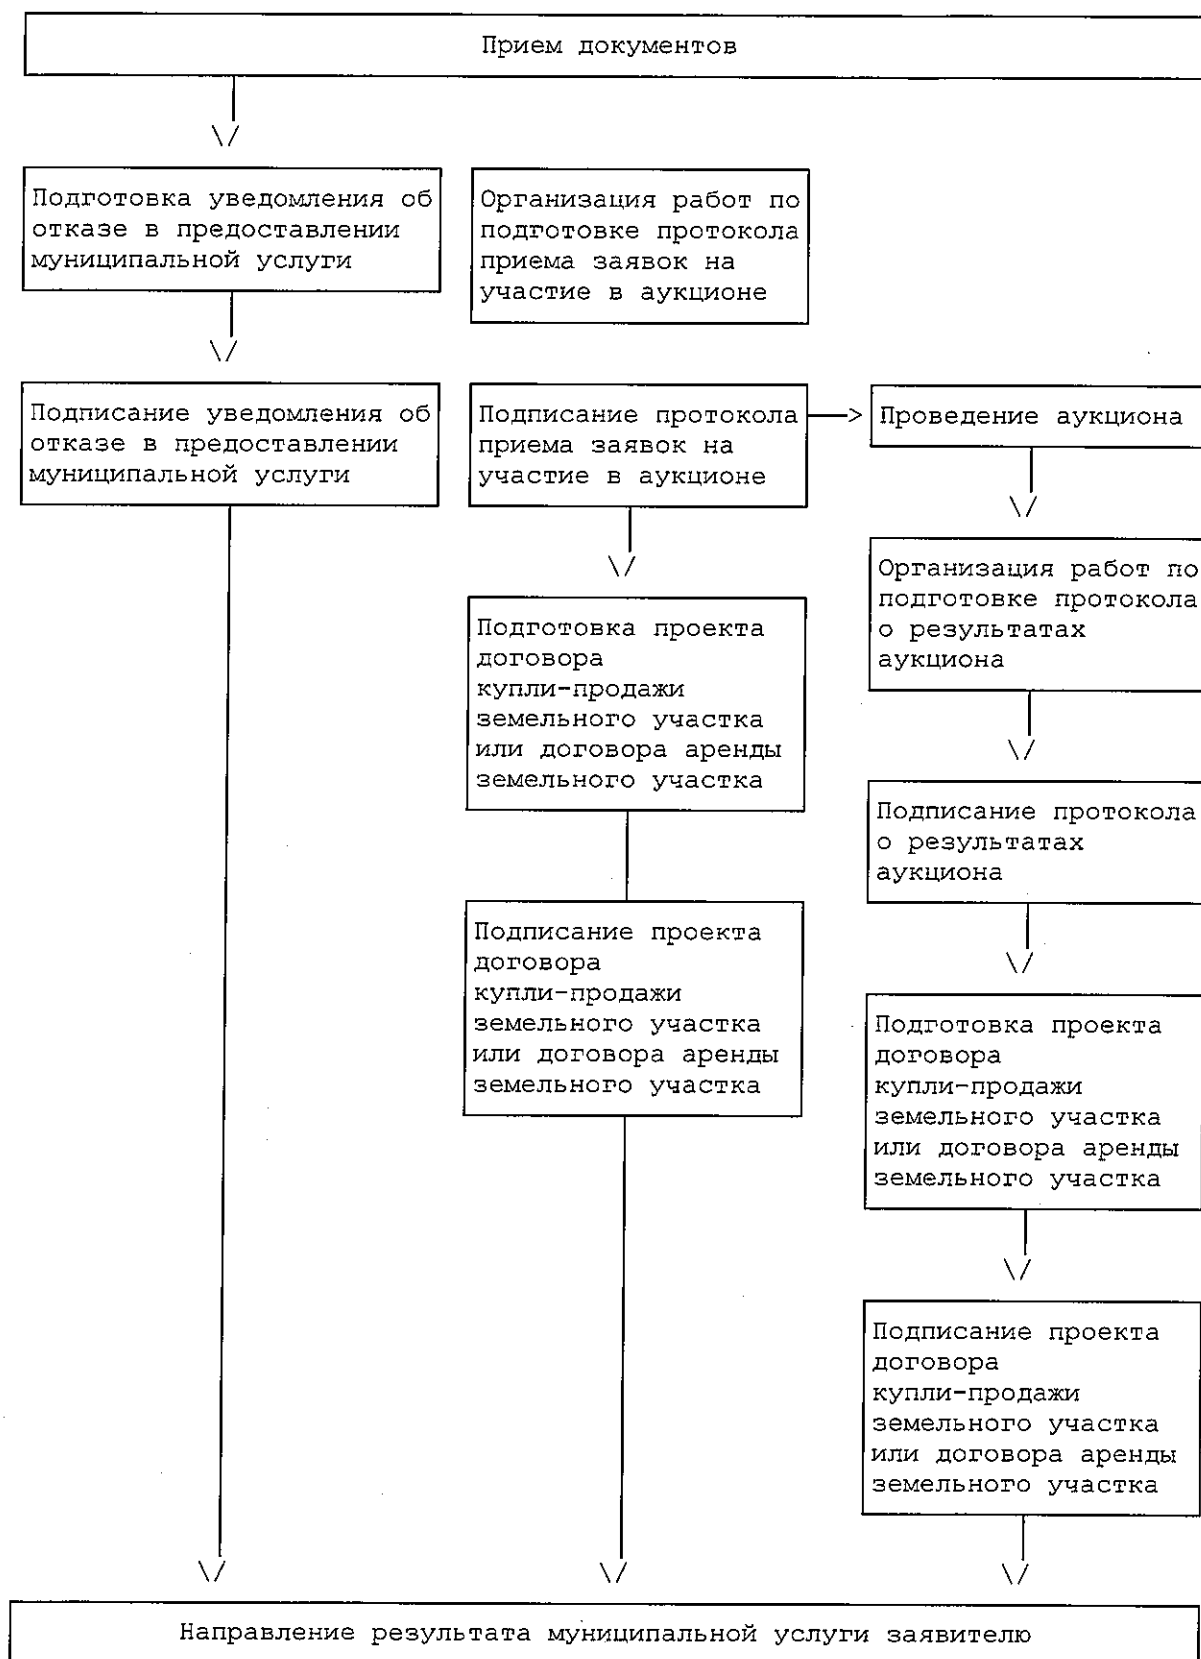 Прием документов
Подготовка уведомления об
отказе в предоставлении
муниципальной услуги
Организация работ по
подготовке протокола
приема заявок на
участие в аукционе
Подписание уведомления об
отказе в предоставлении
муниципальной услуги
Подписание протокола
приема заявок на
участие в аукционе
Проведение аукциона
Организация работ по
подготовке протокола
о результатах
аукциона
Подготовка проекта
договора
купли-продажи
земельного участка
или договора аренды
земельного участка
Подписание протокола
о результатах
аукциона
Подписание проекта
договора
купли-продажи
земельного участка
или договора аренды
земельного участка
Подготовка проекта
договора
купли-продажи
земельного участка
или договора аренды
земельного участка
Подписание проекта
договора
купли-продажи
земельного участка
или договора аренды
земельного участка
Направление результата муниципальной услуги заявителю